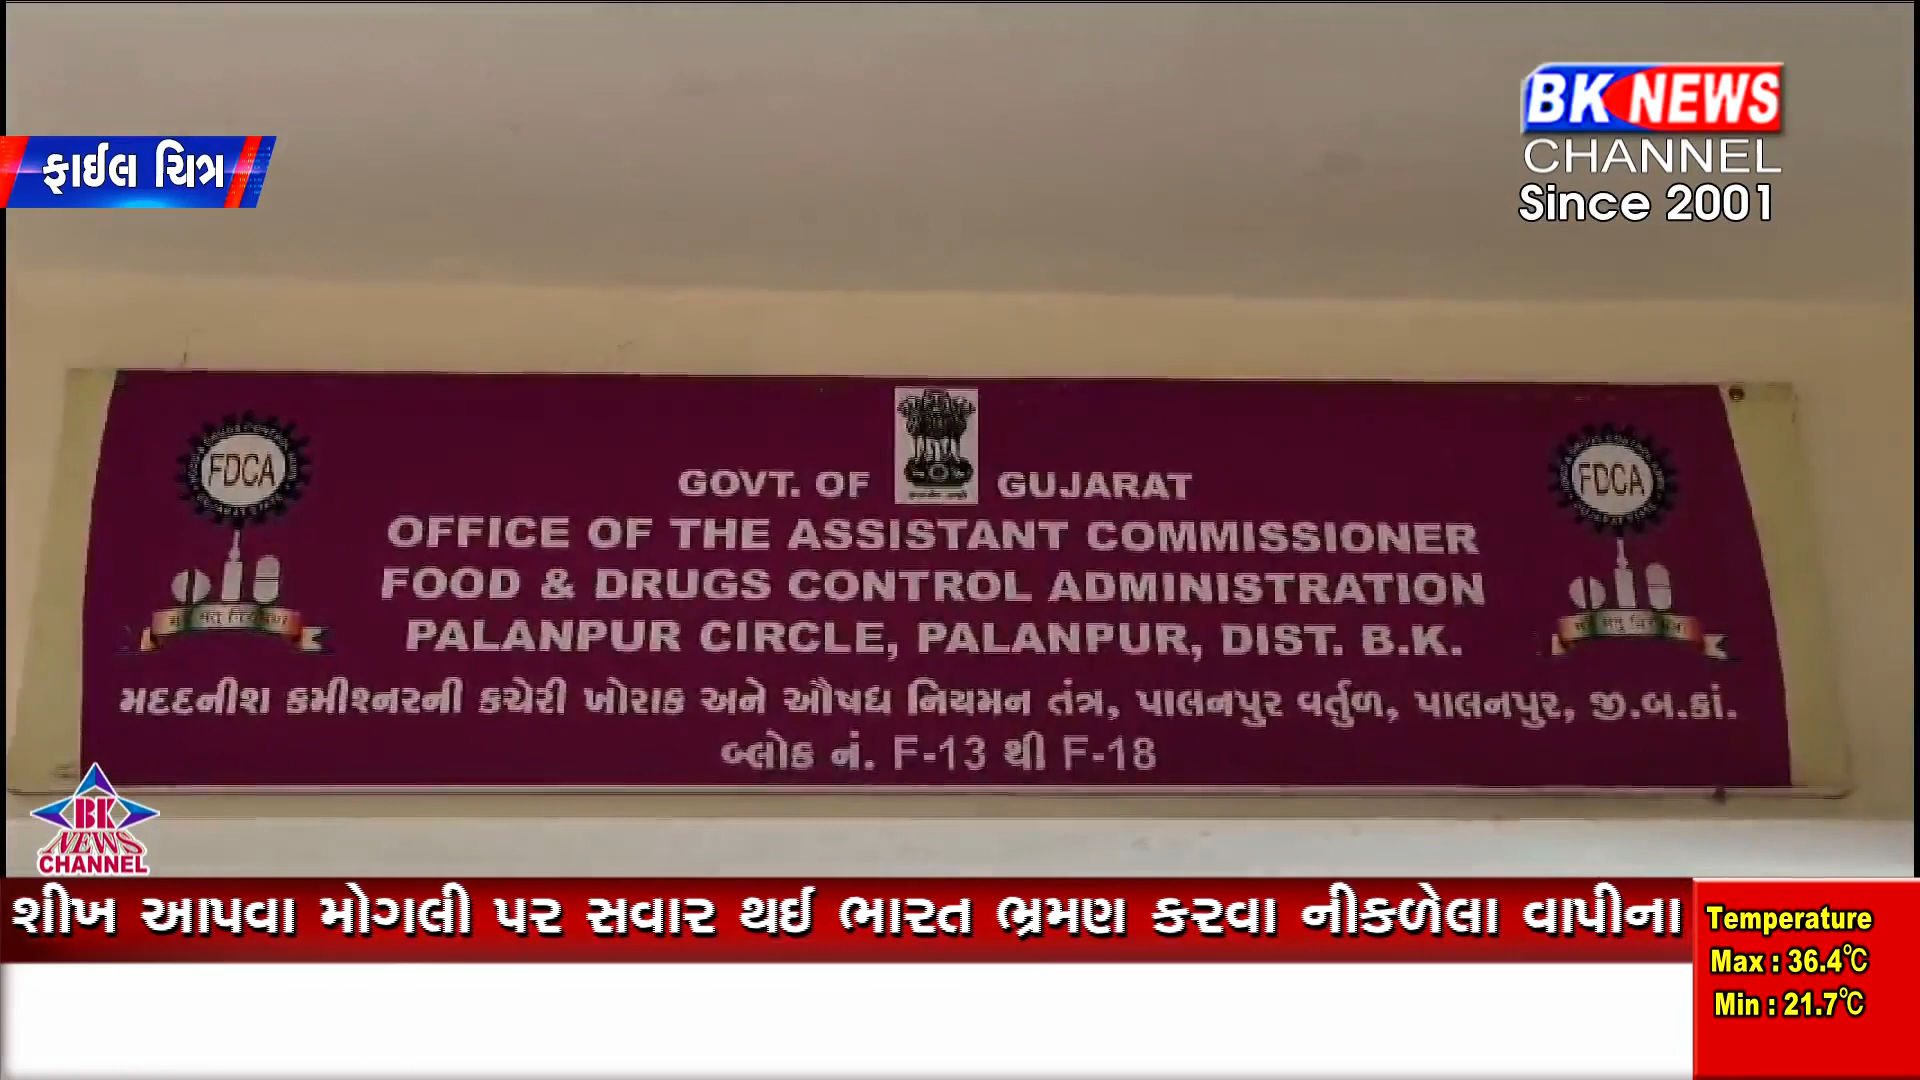 BK NEWS
CHANNEL
Since 2001
ફાઈલ ચિત્ર
GOVT. OF GUJARAT
FDCA
FDCA
OFFICE OF THE ASSISTANT COMMISSIONER
FOOD & DRUGS CONTROL ADMINISTRATION
PALANPUR CIRCLE, PALANPUR, DIST. B.K.
મદદનીશ કમીશ્નરની કચેરી ખોરાક અને ઔષધ નિયમન તંત્ર, પાલનપુર વર્તુળ, પાલનપુર, જી.બ.કાં.
બ્લોક નં. F-13 થી F-18
BK
NEWS
CHANNEL
શીખ આપવા મોગલી પર સવાર થઈ ભારત ભ્રમણ કરવા નીકળેલા વાપીના
Temperature
Max : 36.4℃
Min : 21.7℃